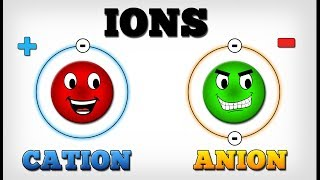 IONS
+ - - -
-
CATION ANION